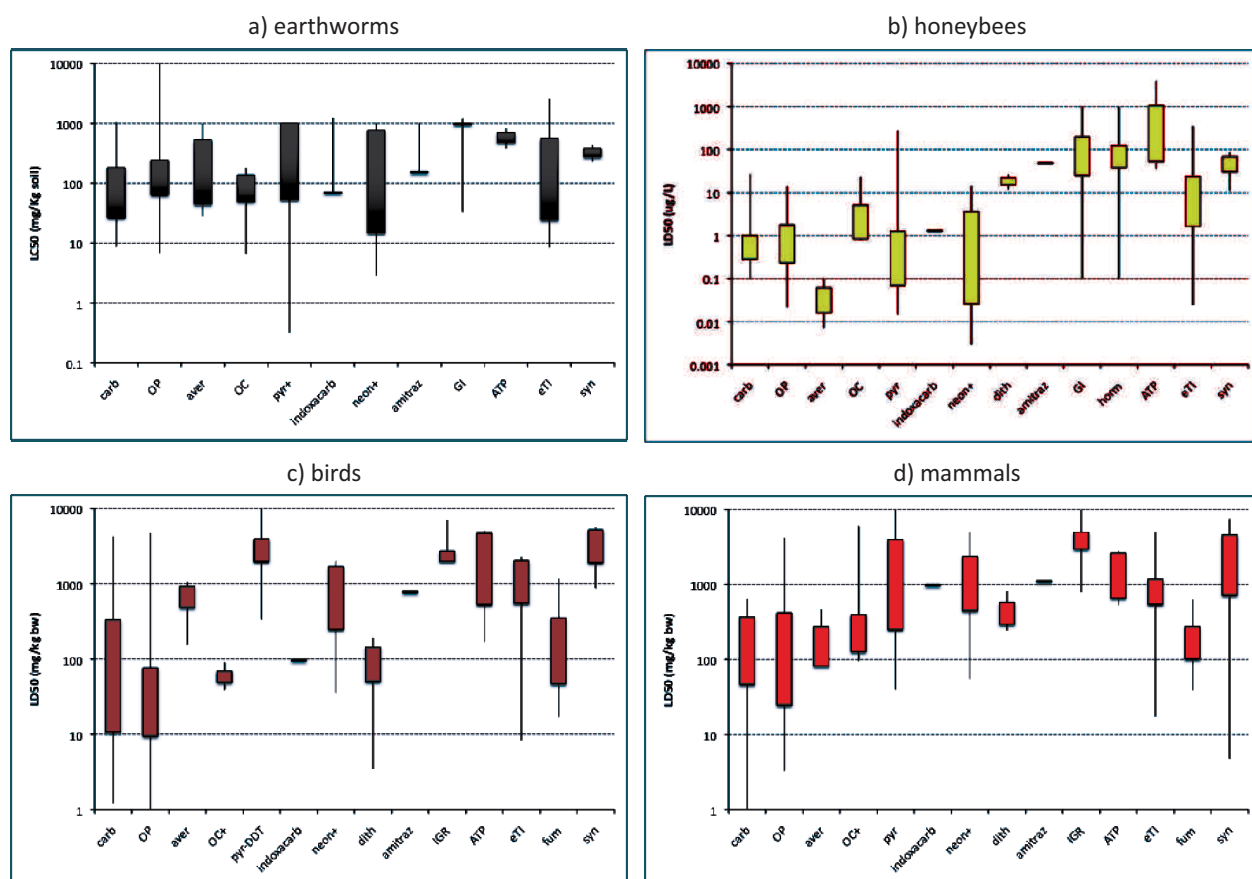 a) earthworms
LC50 (mg/Kg soil)
10000
1000
100
10
1
0.1
carb
OP
aver
OC
pyr+
indoxacarb
neon+
amitraz
GI
ATP
eTI
syn
b) honeybees
LD50 (ug/L)
10000
1000
100
10
1
0.1
0.01
0.001
carb
OP
aver
OC
pyr
indoxacarb
neon+
dith
amitraz
GI
horm
ATP
eTI
syn
c) birds
LD50 (mg/kg bw)
10000
1000
100
10
1
carb
OP
aver
OC+
pyr-DDT
indoxacarb
neon+
dith
amitraz
IGR
ATP
eTI
fum
syn
d) mammals
LD50 (mg/kg bw)
10000
1000
100
10
1
carb
OP
aver
OC+
pyr
indoxacarb
neon+
dith
amitraz
IGR
ATP
eTI
fum
syn